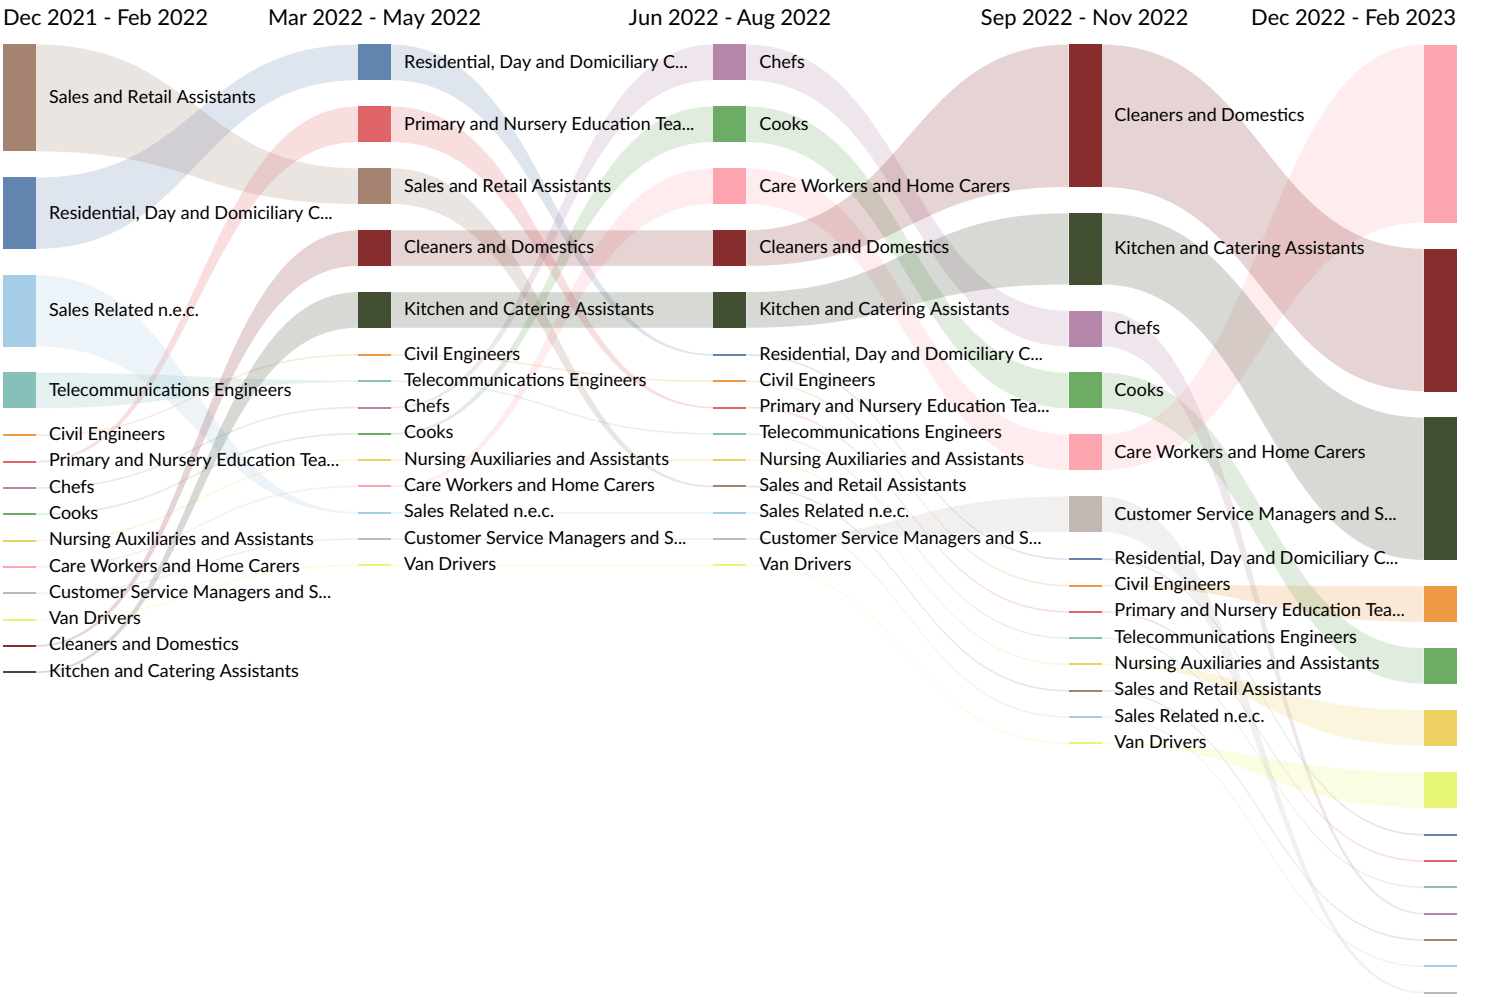 Dec 2021 - Feb 2022
Mar 2022 - May 2022
Jun 2022 - Aug 2022
Sep 2022 - Nov 2022
Dec 2022 - Feb 2023
Sales and Retail Assistants
Residential, Day and Domiciliary C...
Sales Related n.e.c.
Telecommunications Engineers
Civil Engineers
Primary and Nursery Education Tea...
Chefs
Cooks
Nursing Auxiliaries and Assistants
Care Workers and Home Carers
Customer Service Managers and S...
Van Drivers
Cleaners and Domestics
Kitchen and Catering Assistants
Residential, Day and Domiciliary C...
Primary and Nursery Education Tea...
Sales and Retail Assistants
Cleaners and Domestics
Kitchen and Catering Assistants
Civil Engineers
Telecommunications Engineers
Chefs
Cooks
Nursing Auxiliaries and Assistants
Care Workers and Home Carers
Sales Related n.e.c.
Customer Service Managers and S...
Van Drivers
Chefs
Cooks
Care Workers and Home Carers
Cleaners and Domestics
Kitchen and Catering Assistants
Residential, Day and Domiciliary C...
Civil Engineers
Primary and Nursery Education Tea...
Telecommunications Engineers
Nursing Auxiliaries and Assistants
Sales and Retail Assistants
Sales Related n.e.c.
Customer Service Managers and S...
Van Drivers
Cleaners and Domestics
Kitchen and Catering Assistants
Chefs
Cooks
Care Workers and Home Carers
Customer Service Managers and S...
Residential, Day and Domiciliary C...
Civil Engineers
Primary and Nursery Education Tea...
Telecommunications Engineers
Nursing Auxiliaries and Assistants
Sales and Retail Assistants
Sales Related n.e.c.
Van Drivers